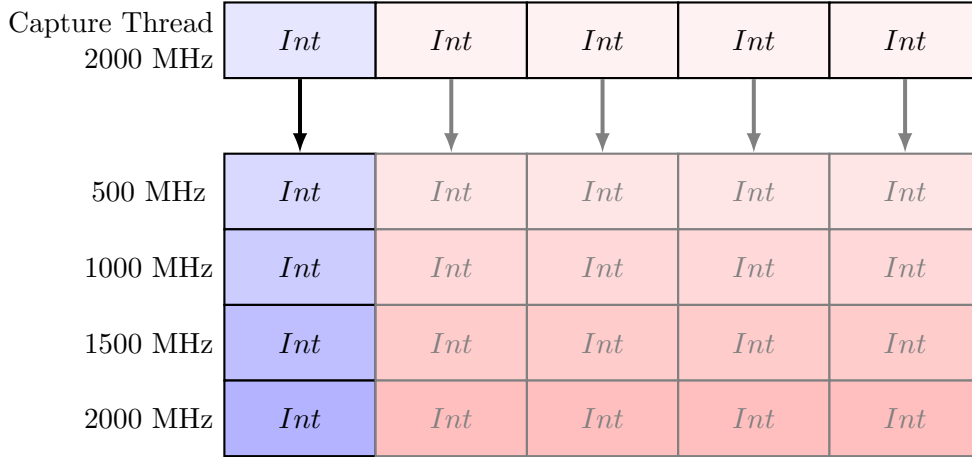 Capture Thread
2000 MHz Int Int Int Int Int
500 MHz Int Int Int Int Int
1000 MHz Int Int Int Int Int
1500 MHz Int Int Int Int Int
2000 MHz Int Int Int Int Int